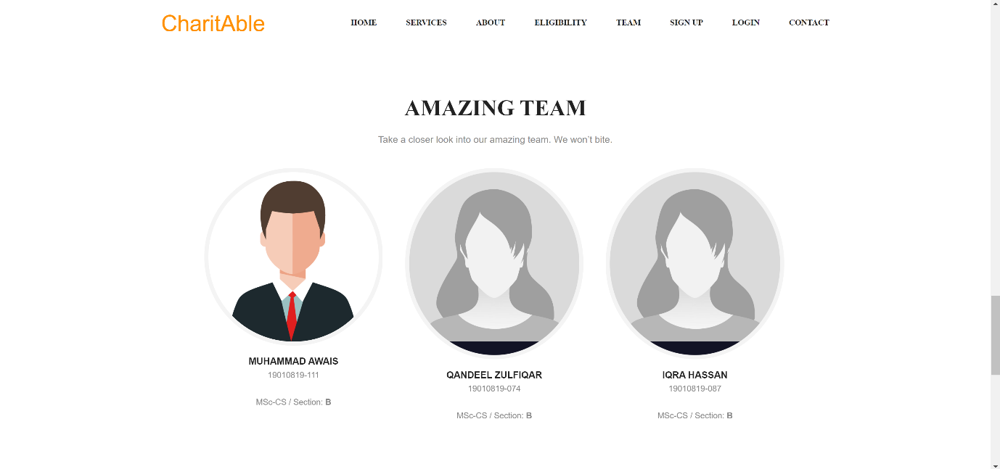 CharitAble
HOME SERVICES ABOUT ELIGIBILITY TEAM SIGN UP LOGIN CONTACT
AMAZING TEAM
Take a closer look into our amazing team. We won’t bite.
MUHAMMAD AWAIS
19010819-111
MSc-CS / Section: B
QANDEEL ZULFIQAR
19010819-074
MSc-CS / Section: B
IQRA HASSAN
19010819-087
MSc-CS / Section: B